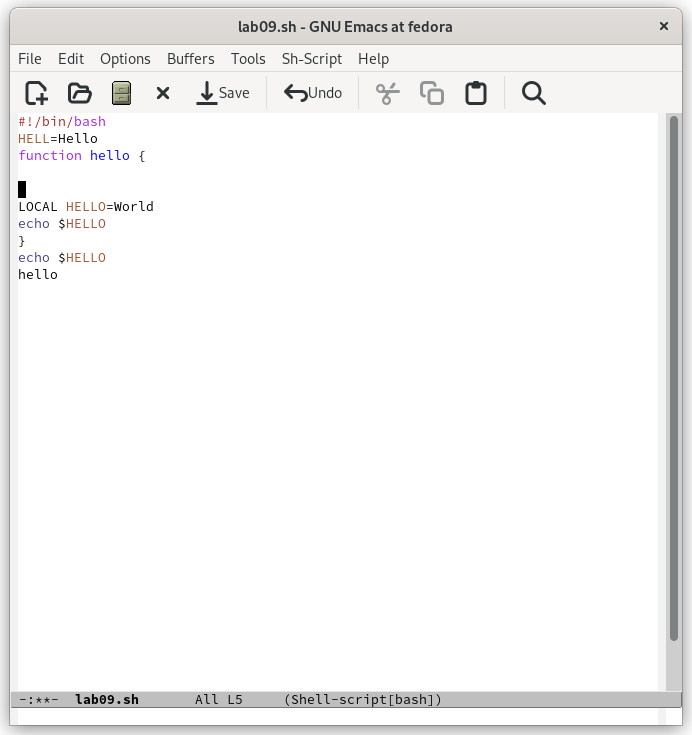 lab09.sh - GNU Emacs at fedora
File Edit Options Buffers Tools Sh-Script Help
Save Undo
#!/bin/bash
HELL=Hello
function hello {
LOCAL HELLO=World
echo $HELLO
}
echo $HELLO
hello
-:**- lab09.sh All L5 (Shell-script[bash])